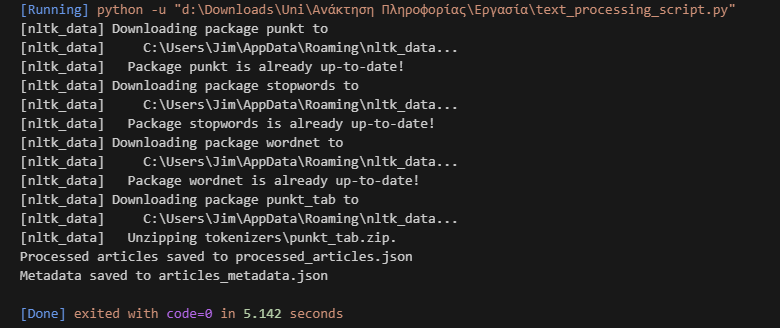 [Running] python -u "d:\Downloads\Uni\Ανάκτηση Πληροφορίας\Εργασία\text_processing_script.py"
[nltk_data] Downloading package punkt to
[nltk_data]     C:\Users\Jim\AppData\Roaming\nltk_data...
[nltk_data]   Package punkt is already up-to-date!
[nltk_data] Downloading package stopwords to
[nltk_data]     C:\Users\Jim\AppData\Roaming\nltk_data...
[nltk_data]   Package stopwords is already up-to-date!
[nltk_data] Downloading package wordnet to
[nltk_data]     C:\Users\Jim\AppData\Roaming\nltk_data...
[nltk_data]   Package wordnet is already up-to-date!
[nltk_data] Downloading package punkt_tab to
[nltk_data]     C:\Users\Jim\AppData\Roaming\nltk_data...
[nltk_data]   Unzipping tokenizers\punkt_tab.zip.
Processed articles saved to processed_articles.json
Metadata saved to articles_metadata.json
[Done] exited with code=0 in 5.142 seconds